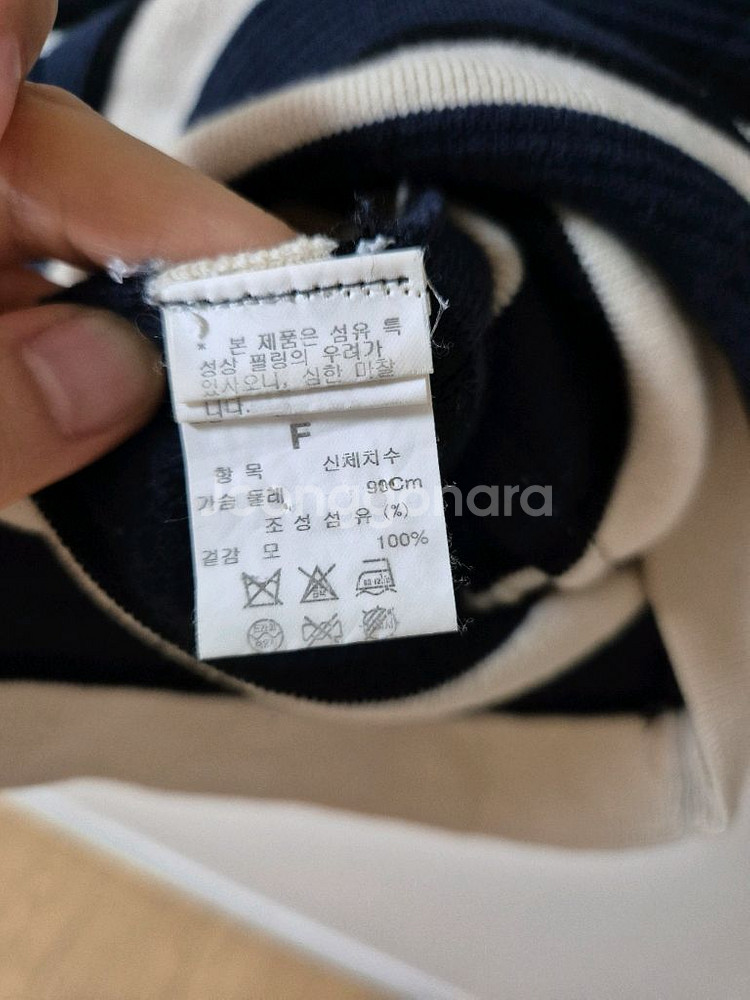 * 본 제품은 섬유 특
성상 필링의 우려가
있사오니, 심한 마찰
니다.
F
항 목 신체치수
가슴 둘레 90Cm
조 성 섬 유 (%)
겉감 모 100%